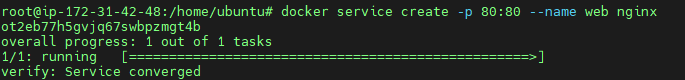 root@ip-172-31-42-48:/home/ubuntu# docker service create -p 80:80 --name web nginx
ot2eb77h5gvjq67swbpzmgt4b
overall progress: 1 out of 1 tasks
1/1: running   [==================================================>]
verify: Service converged